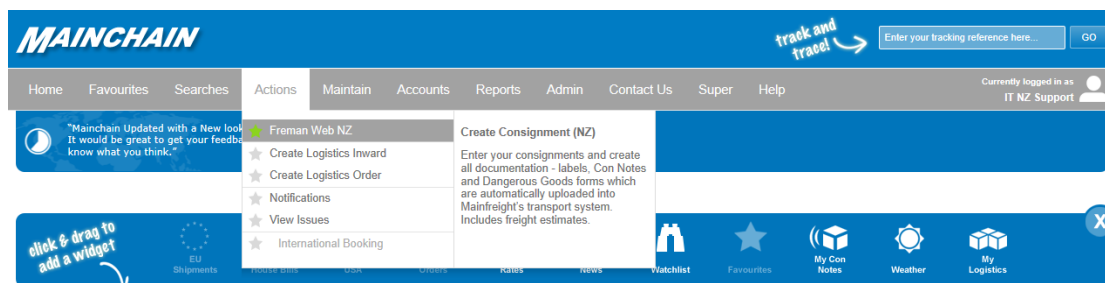 MAINCHAIN
track and
trace!
Enter your tracking reference here...
GO
Home Favourites Searches Actions Maintain Accounts Reports Admin Contact Us Super Help
Currently logged in as
IT NZ Support
"Mainchain Updated with a New look
It would be great to get your feedba
know what you think."
Freman Web NZ
Create Logistics Inward
Create Logistics Order
Notifications
View Issues
International Booking
Create Consignment (NZ)
Enter your consignments and create
all documentation - labels, Con Notes
and Dangerous Goods forms which
are automatically uploaded into
Mainfreight's transport system.
Includes freight estimates.
click & drag to
add a widget
EU
Shipments
House Bills
USA
Orders
Rates
News
Watchlist
Favourites
My Con
Notes
Weather
My
Logistics
X